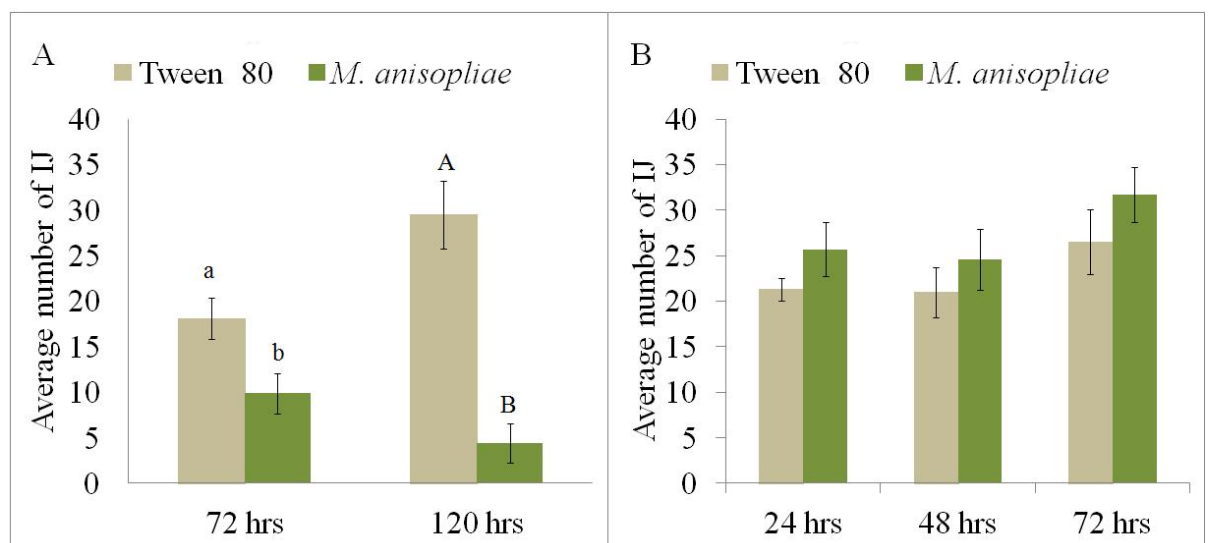 A
Tween 80 M. anisopliae
Average number of IJ
40
35
30
25
20
15
10
5
0
a
b
A
B
72 hrs 120 hrs
B
Tween 80 M. anisopliae
Average number of IJ
40
35
30
25
20
15
10
5
0
24 hrs 48 hrs 72 hrs